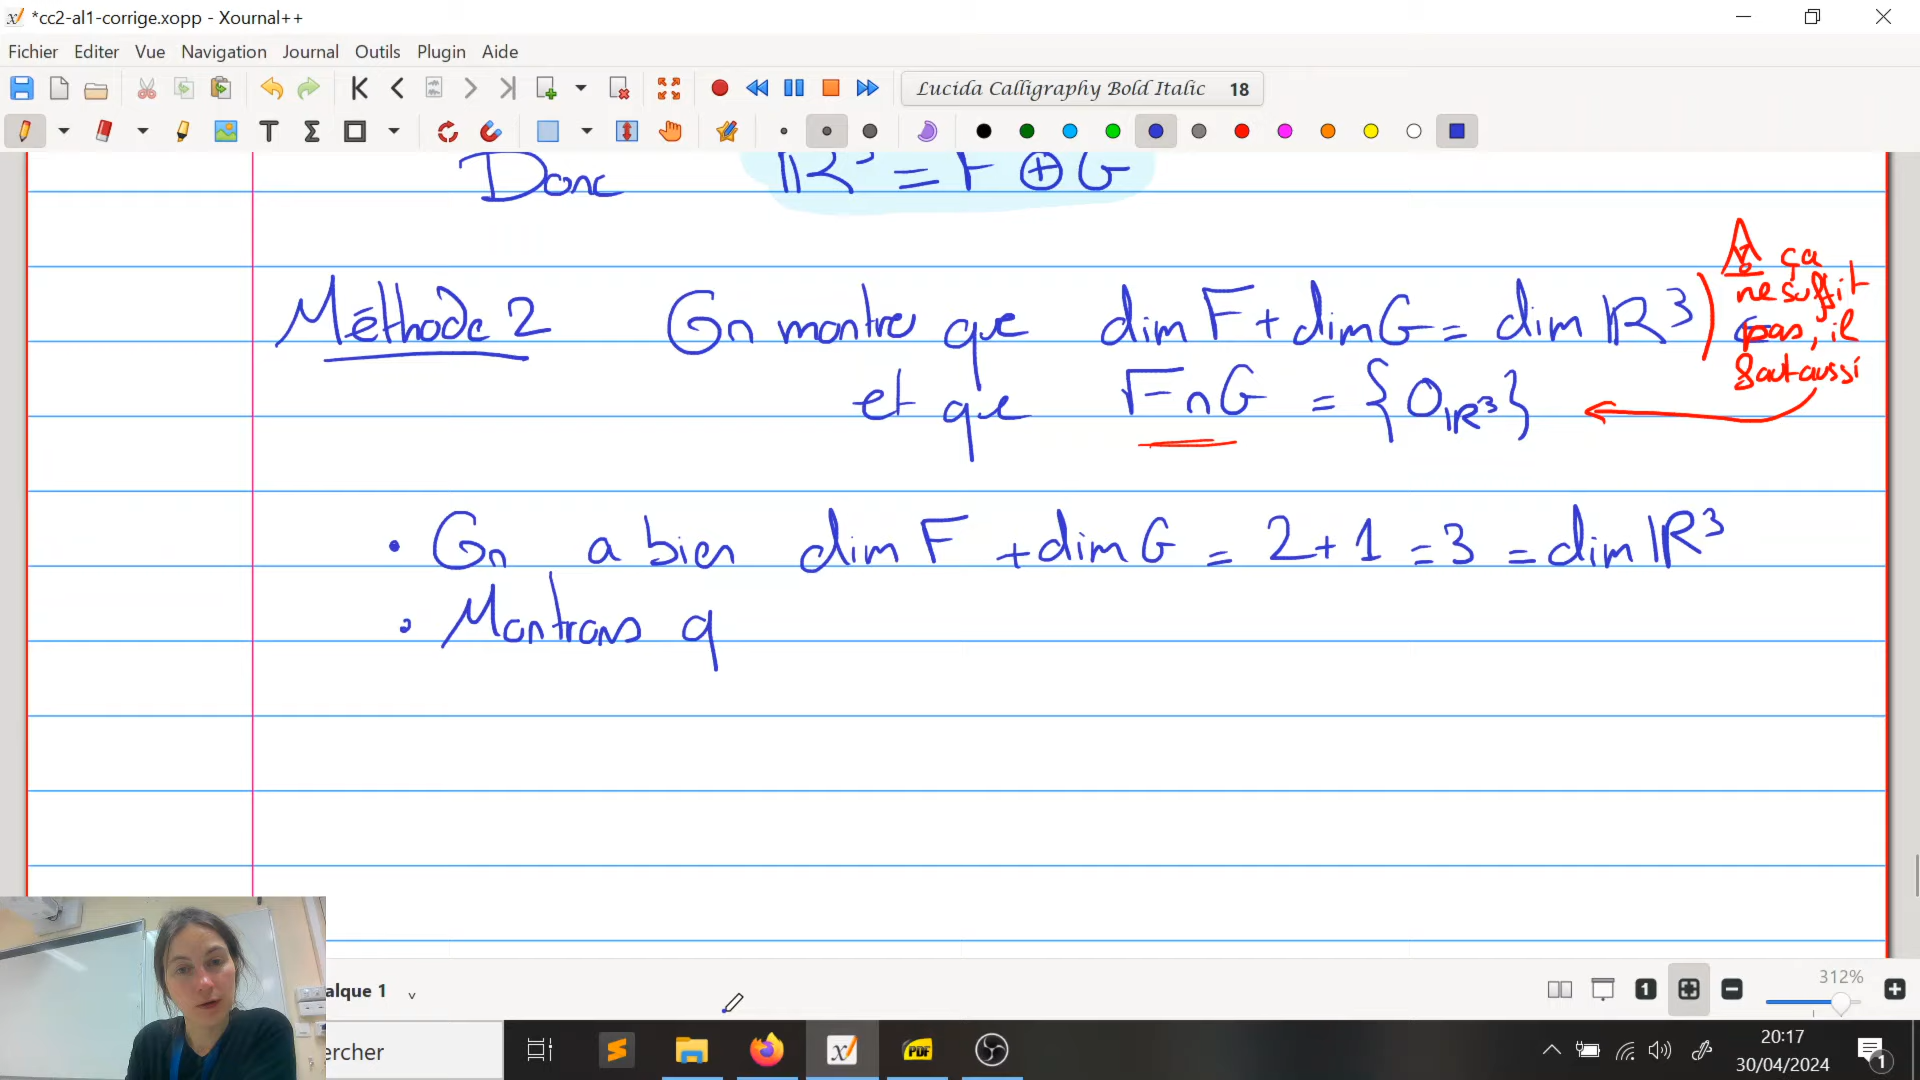 *cc2-al1-corrige.xopp - Xournal++
Fichier Editer Vue Navigation Journal Outils Plugin Aide
Lucida Calligraphy Bold Italic 18
Donc ℝ³ = F ⊕ G
Méthode 2 On montre que dim F + dim G = dim ℝ³
et que F∩G = {0ℝ³}
⚠ ça
ne suffit
pas, il
faut aussi
• On a bien dim F + dim G = 2+1 = 3 = dim ℝ³
• Montrons q
alque 1
312%
ercher
PDF
20:17
30/04/2024
1